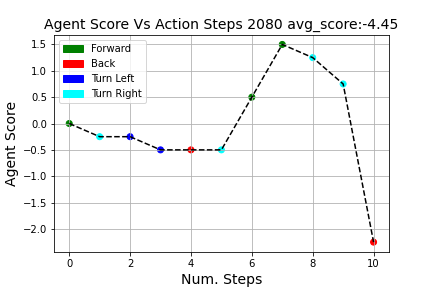 Agent Score Vs Action Steps 2080 avg_score:-4.45
Agent Score
1.5
1.0
0.5
0.0
−0.5
−1.0
−1.5
−2.0
Forward
Back
Turn Left
Turn Right
0 2 4 6 8 10
Num. Steps